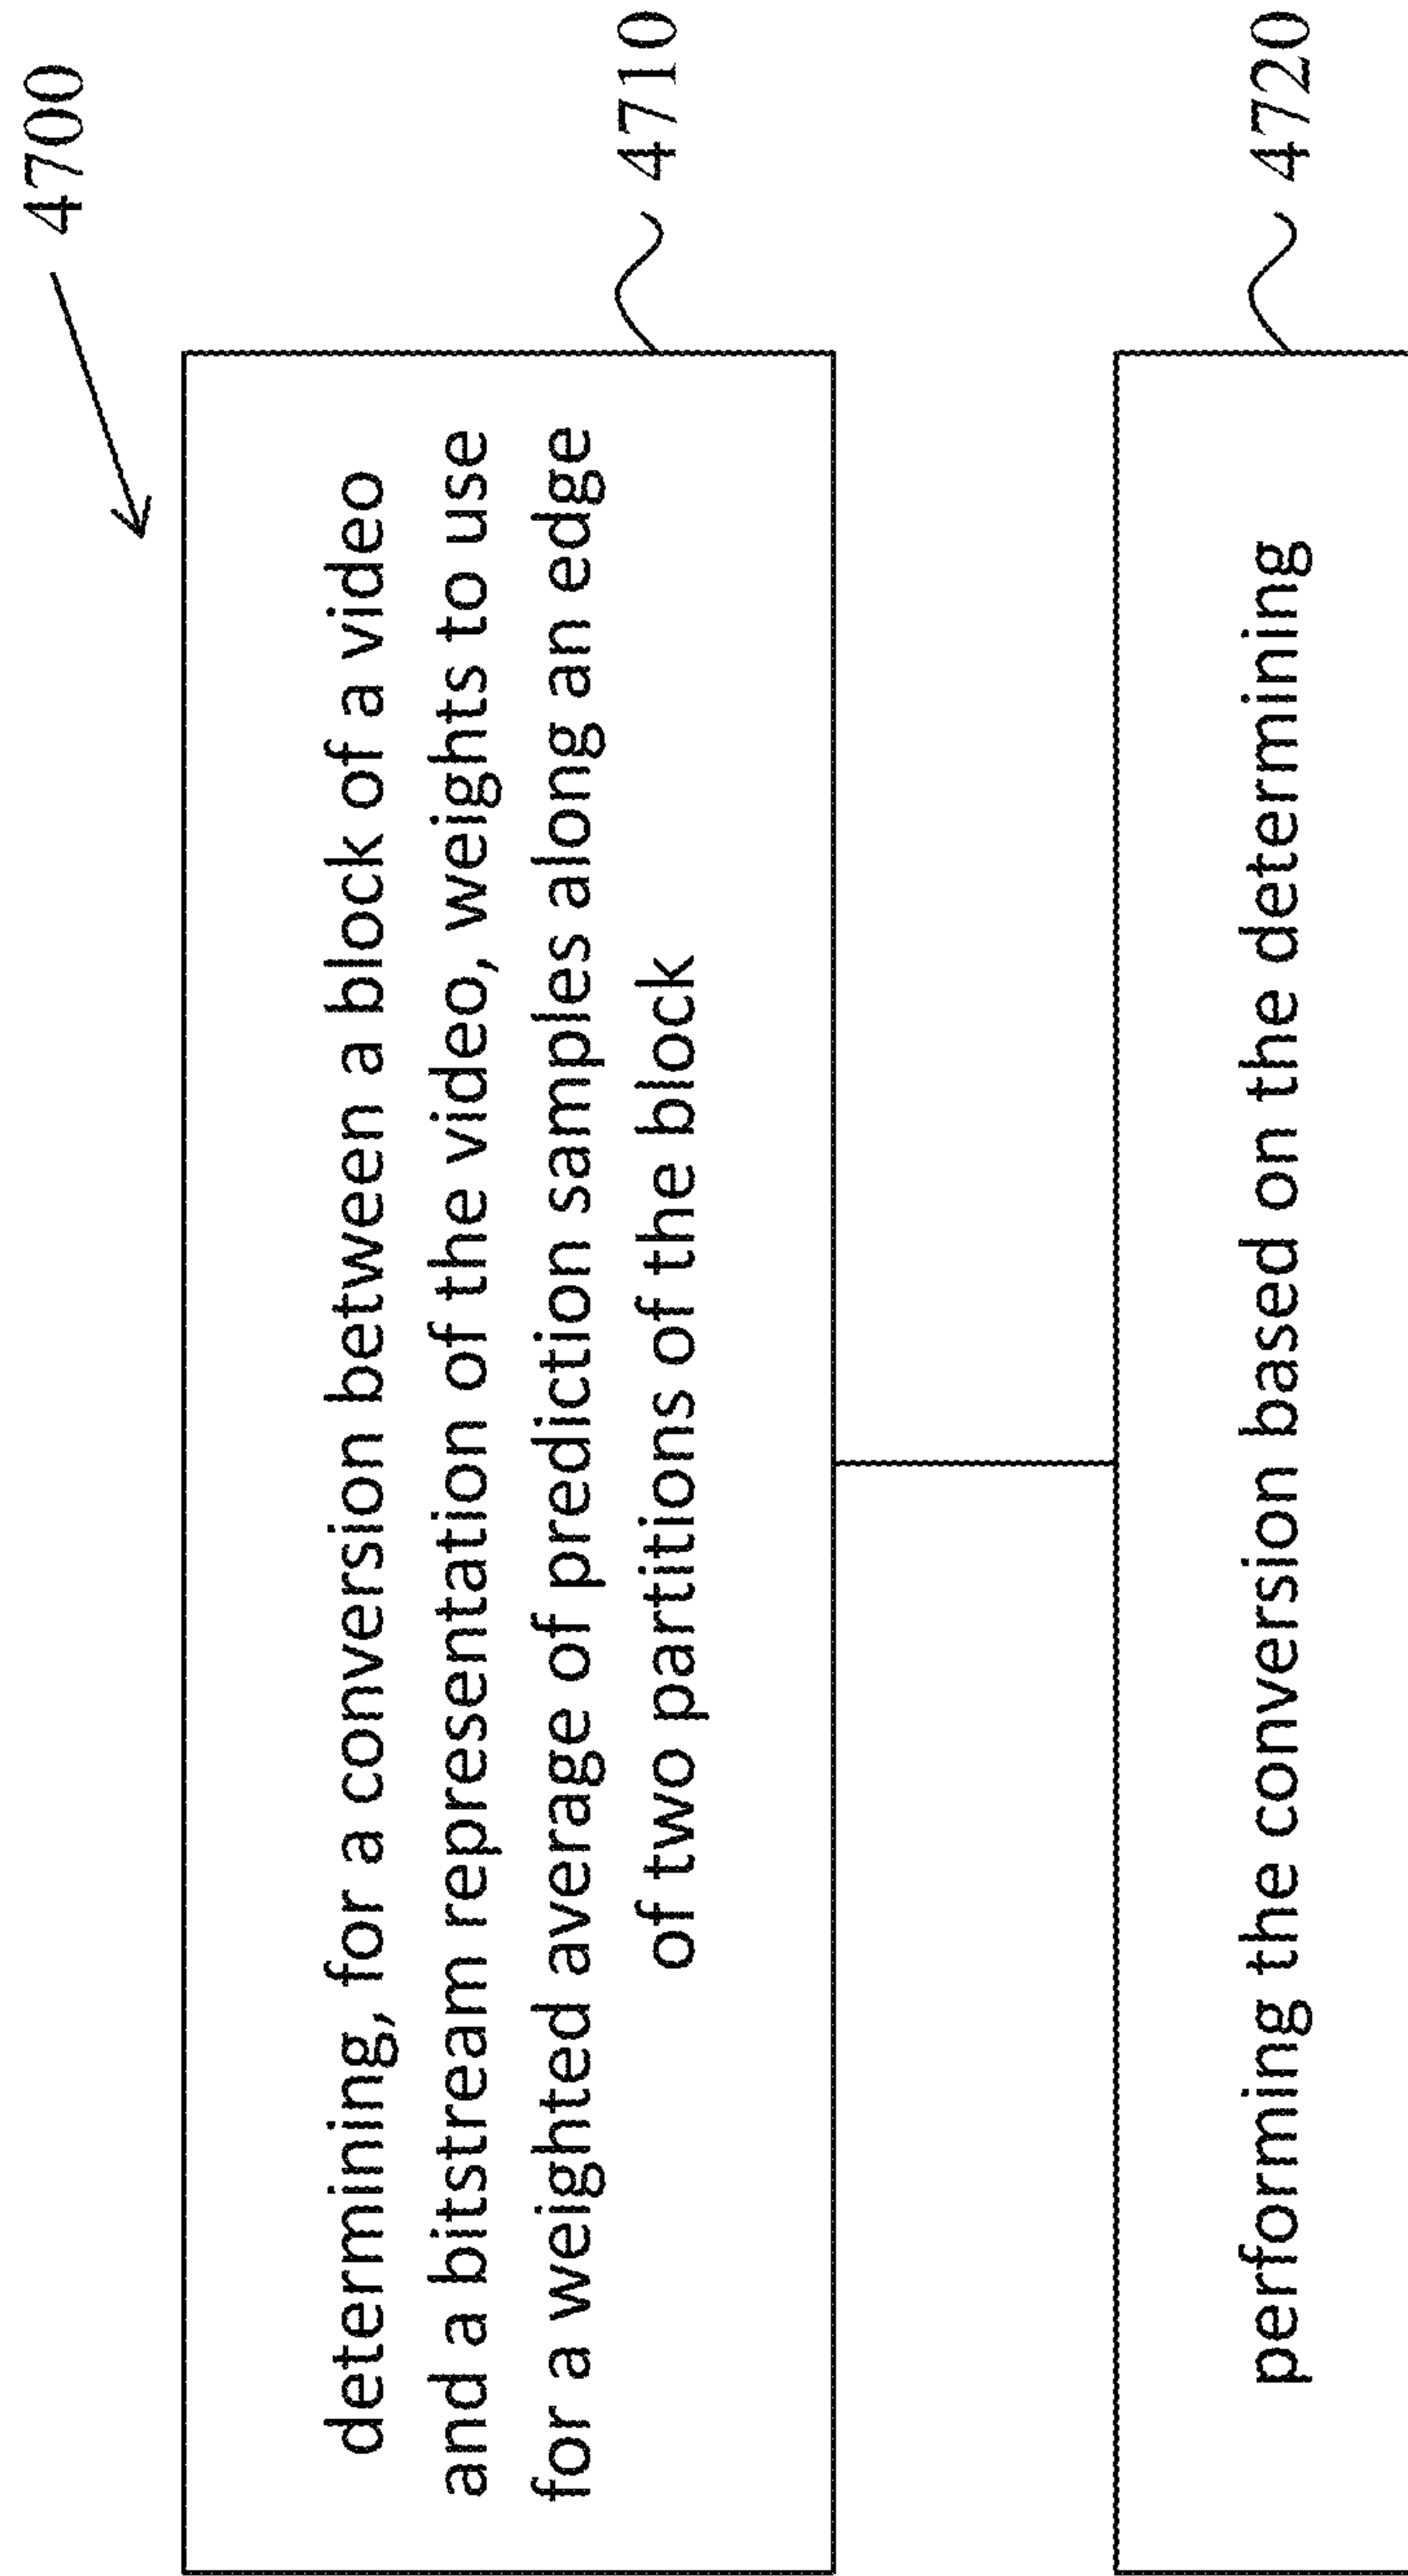 4700
determining, for a conversion between a block of a video
and a bitstream representation of the video, weights to use
for a weighted average of prediction samples along an edge
of two partitions of the block
4710
performing the conversion based on the determining
4720